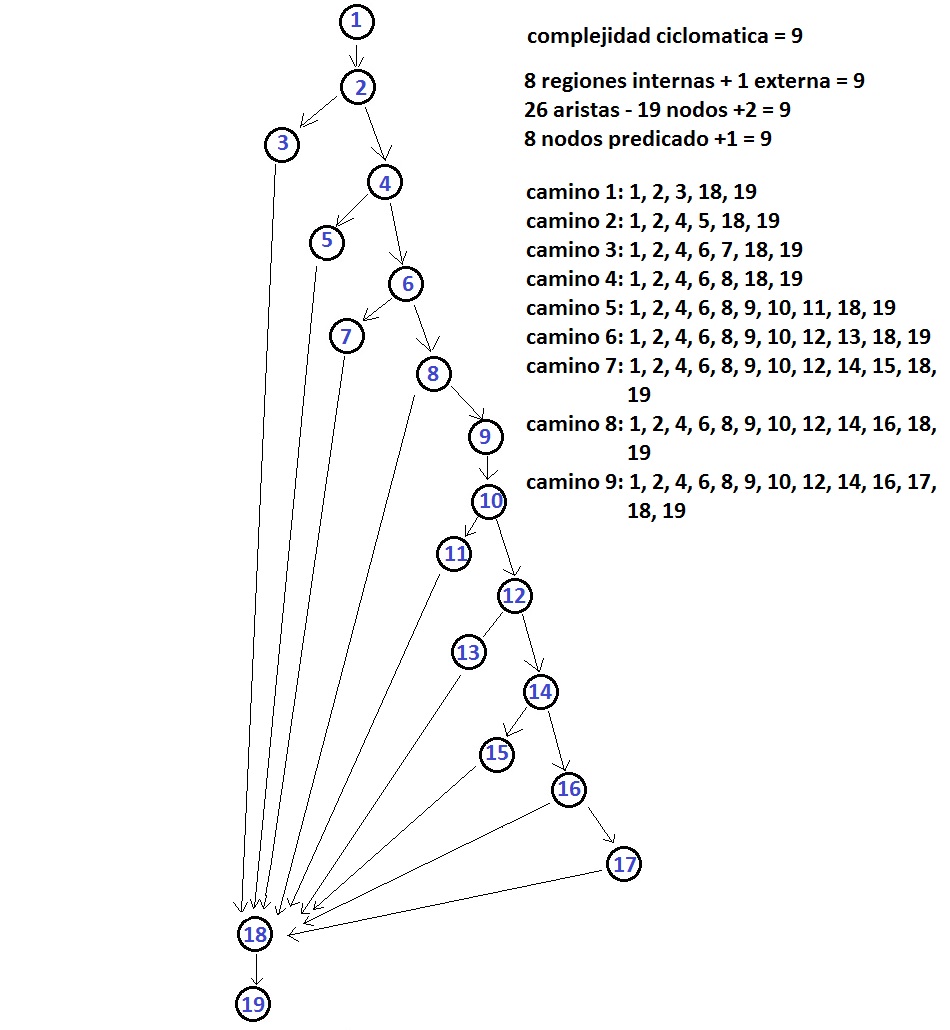 1
complejidad ciclomatica = 9
8 regiones internas + 1 externa = 9
2
26 aristas - 19 nodos +2 = 9
8 nodos predicado +1 = 9
3
4
camino 1: 1, 2, 3, 18, 19
camino 2: 1, 2, 4, 5, 18, 19
5
camino 3: 1, 2, 4, 6, 7, 18, 19
camino 4: 1, 2, 4, 6, 8, 18, 19
6
camino 5: 1, 2, 4, 6, 8, 9, 10, 11, 18, 19
7
camino 6: 1, 2, 4, 6, 8, 9, 10, 12, 13, 18, 19
camino 7: 1, 2, 4, 6, 8, 9, 10, 12, 14, 15, 18,
19
8
camino 8: 1, 2, 4, 6, 8, 9, 10, 12, 14, 16, 18,
19
9
camino 9: 1, 2, 4, 6, 8, 9, 10, 12, 14, 16, 17,
18, 19
10
11
12
13
14
15
16
17
18
19